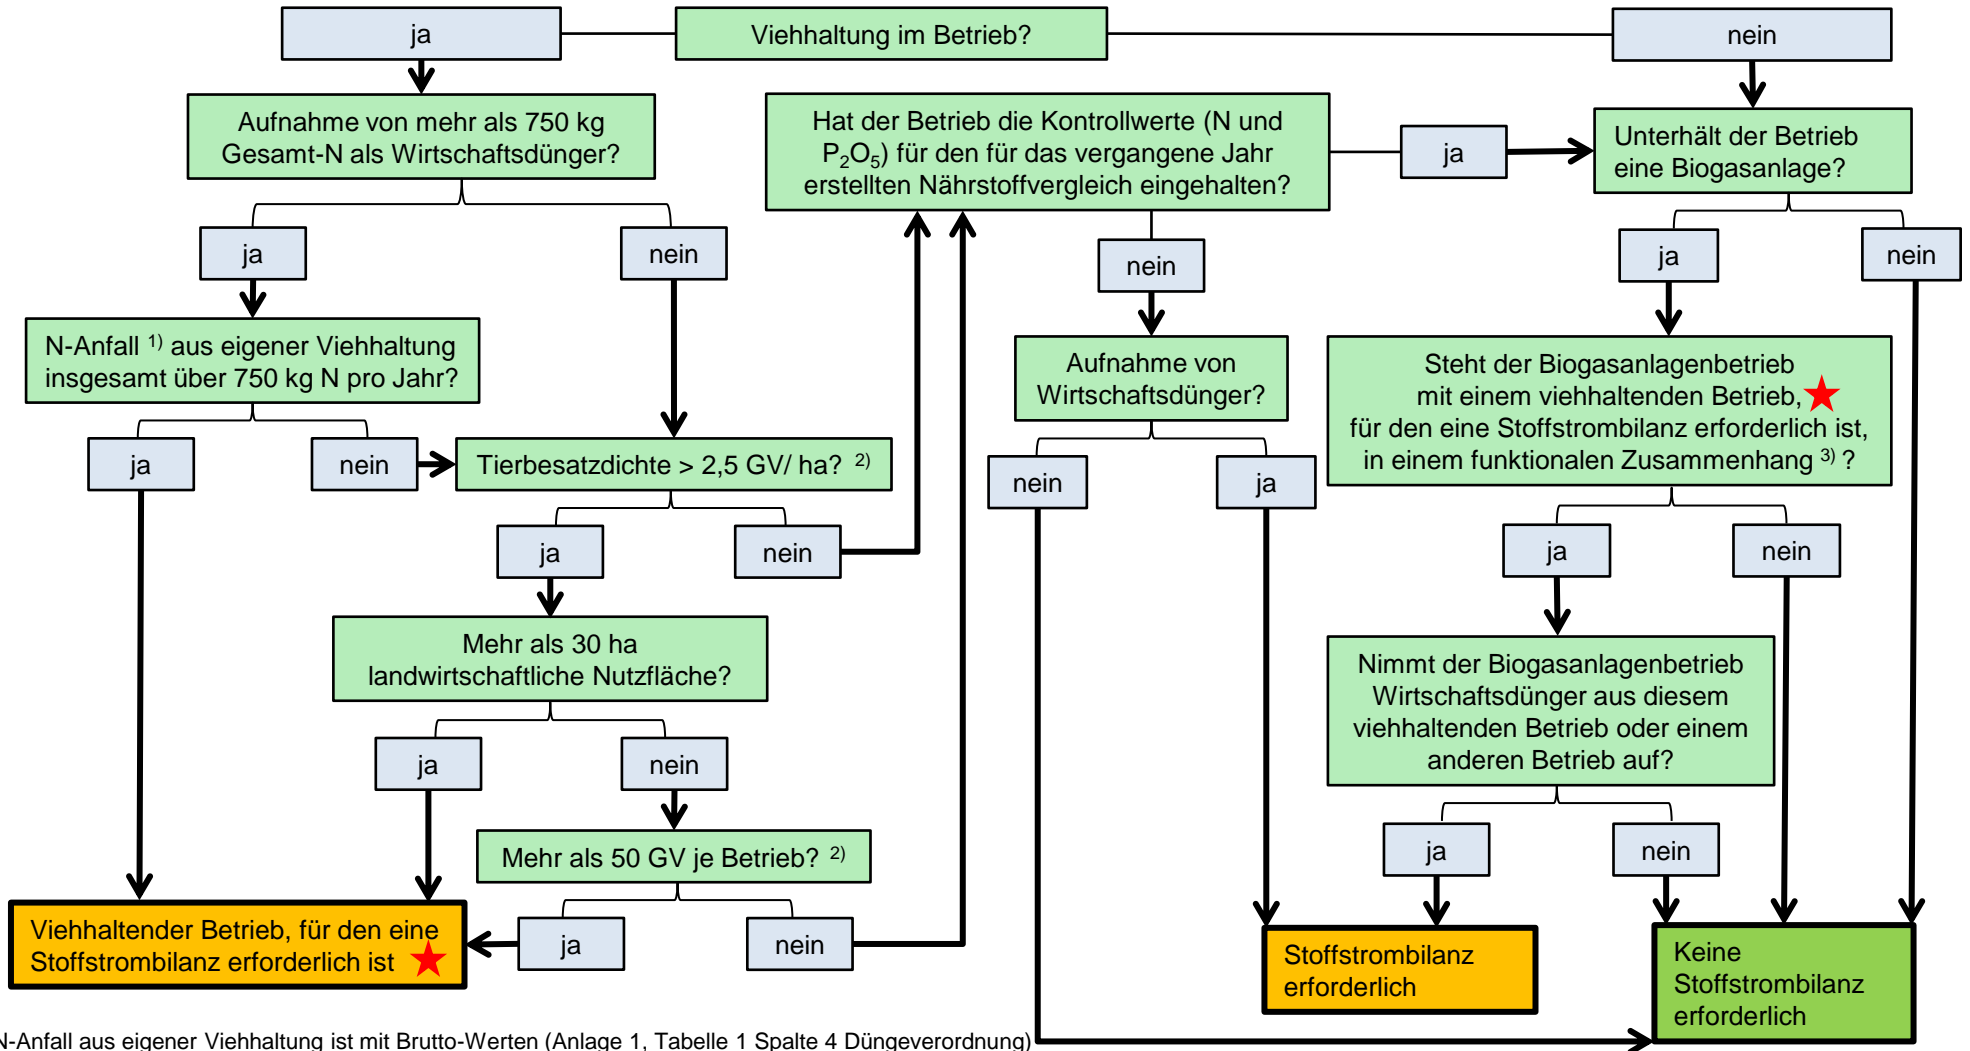 ja
Viehhaltung im Betrieb?
nein
Aufnahme von mehr als 750 kg
Gesamt-N als Wirtschaftsdünger?
Hat der Betrieb die Kontrollwerte (N und
P₂O₅) für den für das vergangene Jahr
erstellten Nährstoffvergleich eingehalten?
ja
Unterhält der Betrieb
eine Biogasanlage?
ja
nein
nein
ja
nein
N-Anfall ¹⁾ aus eigener Viehhaltung
insgesamt über 750 kg N pro Jahr?
Aufnahme von
Wirtschaftsdünger?
Steht der Biogasanlagenbetrieb
mit einem viehhaltenden Betrieb,
für den eine Stoffstrombilanz erforderlich ist,
in einem funktionalen Zusammenhang ³⁾ ?
ja
nein
Tierbesatzdichte > 2,5 GV/ ha? ²⁾
nein
ja
ja
nein
ja
nein
Mehr als 30 ha
landwirtschaftliche Nutzfläche?
Nimmt der Biogasanlagenbetrieb
Wirtschaftsdünger aus diesem
viehhaltenden Betrieb oder einem
anderen Betrieb auf?
ja
nein
Mehr als 50 GV je Betrieb? ²⁾
ja
nein
Viehhaltender Betrieb, für den eine
Stoffstrombilanz erforderlich ist
ja
nein
Stoffstrombilanz
erforderlich
Keine
Stoffstrombilanz
erforderlich
N-Anfall aus eigener Viehhaltung ist mit Brutto-Werten (Anlage 1, Tabelle 1 Spalte 4 Düngeverordnung)